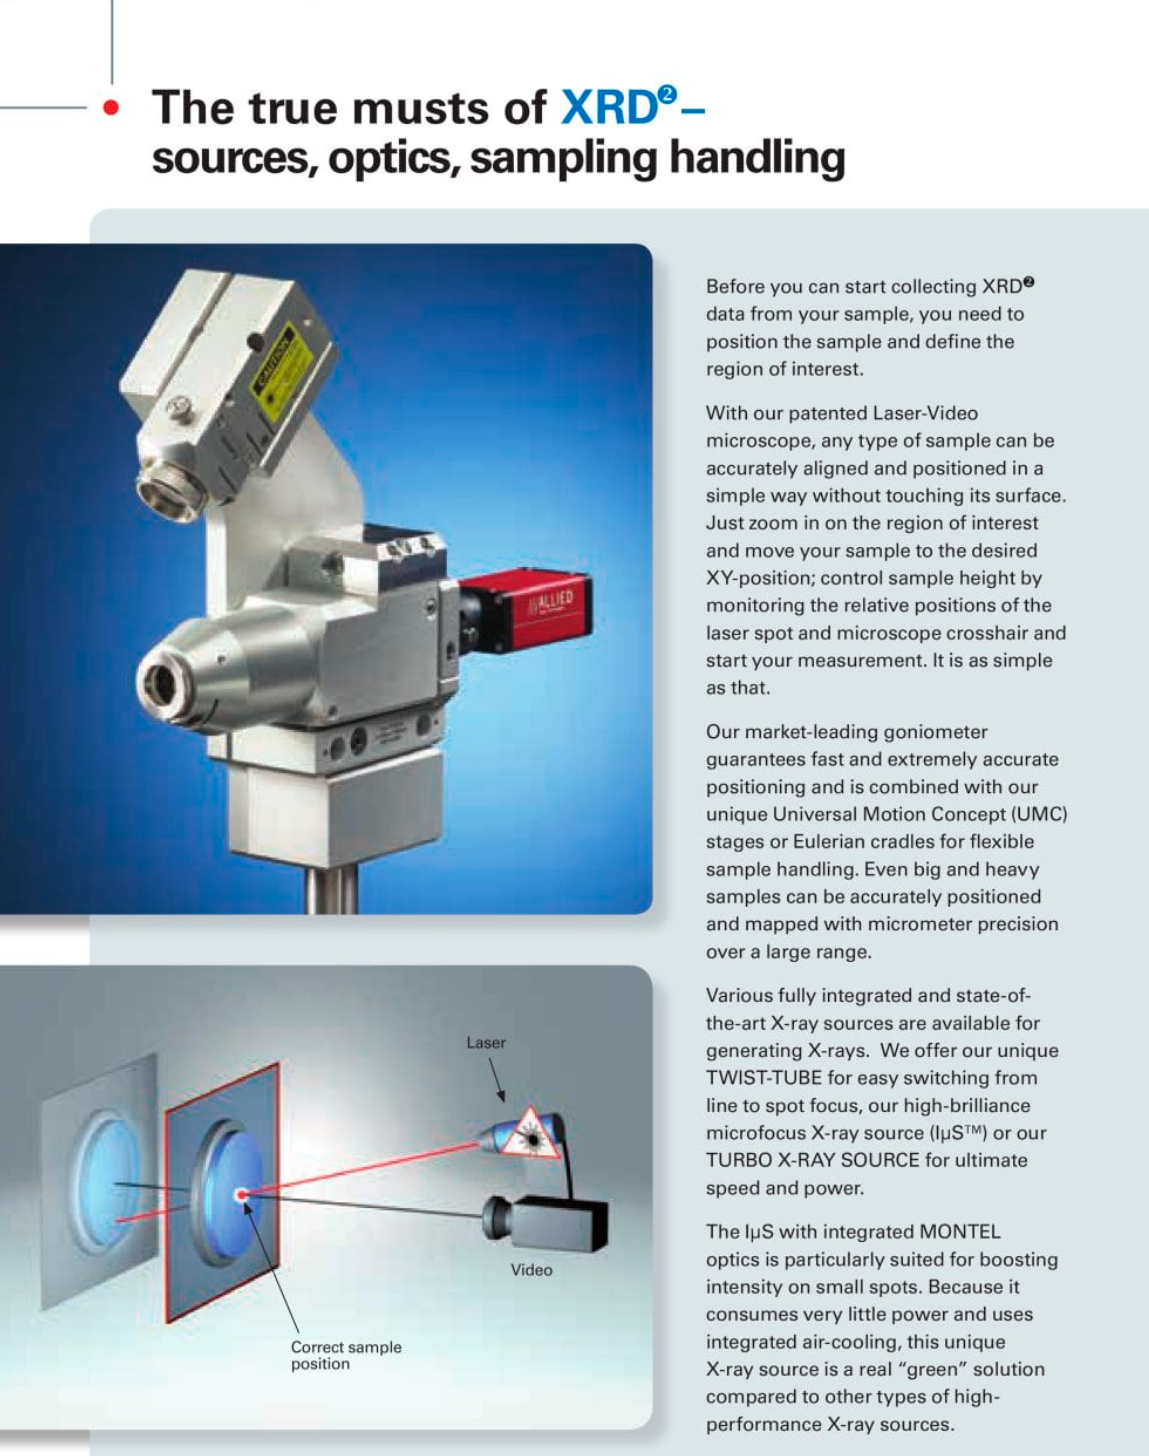 The true musts of XRD❷–
sources, optics, sampling handling
CAUTION
ALLIED
Before you can start collecting XRD❷
data from your sample, you need to
position the sample and define the
region of interest.
With our patented Laser-Video
microscope, any type of sample can be
accurately aligned and positioned in a
simple way without touching its surface.
Just zoom in on the region of interest
and move your sample to the desired
XY-position; control sample height by
monitoring the relative positions of the
laser spot and microscope crosshair and
start your measurement. It is as simple
as that.
Our market-leading goniometer
guarantees fast and extremely accurate
positioning and is combined with our
unique Universal Motion Concept (UMC)
stages or Eulerian cradles for flexible
sample handling. Even big and heavy
samples can be accurately positioned
and mapped with micrometer precision
over a large range.
Various fully integrated and state-of-
the-art X-ray sources are available for
generating X-rays.  We offer our unique
TWIST-TUBE for easy switching from
line to spot focus, our high-brilliance
microfocus X-ray source (IµS™) or our
TURBO X-RAY SOURCE for ultimate
speed and power.
The IµS with integrated MONTEL
optics is particularly suited for boosting
intensity on small spots. Because it
consumes very little power and uses
integrated air-cooling, this unique
X-ray source is a real “green” solution
compared to other types of high-
performance X-ray sources.
Laser
Video
Correct sample
position